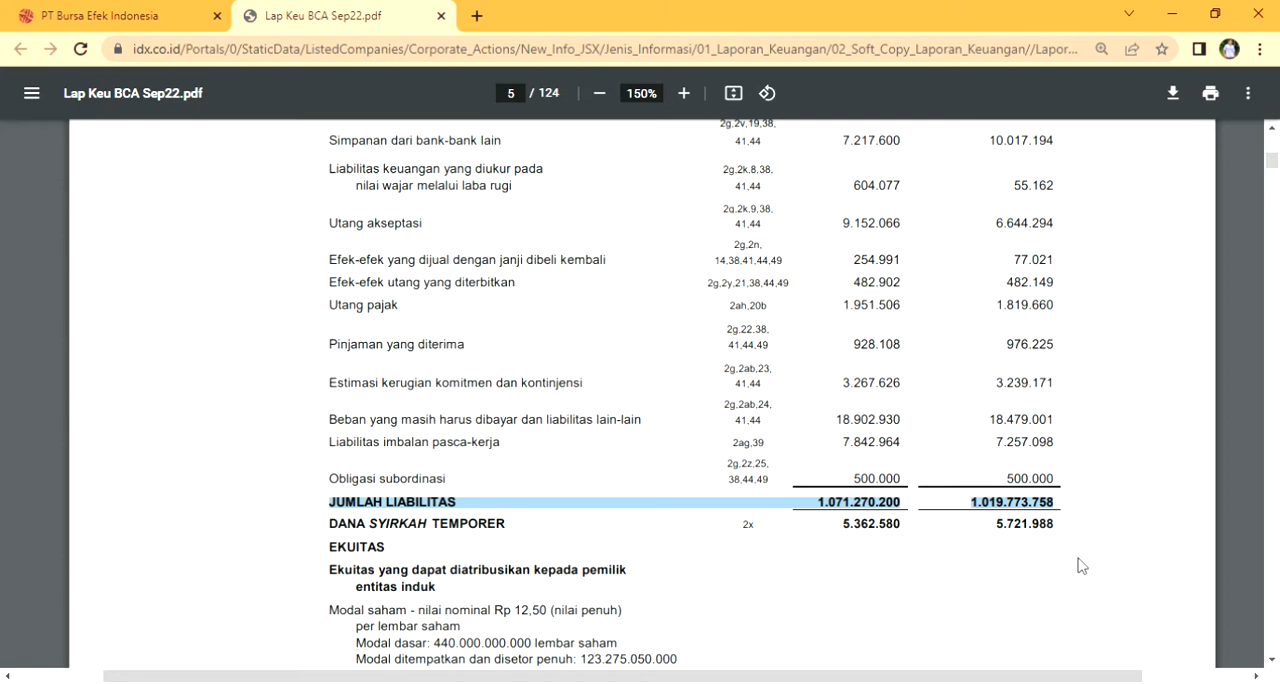 PT Bursa Efek Indonesia
Lap Keu BCA Sep22.pdf
idx.co.id/Portals/0/StaticData/ListedCompanies/Corporate_Actions/New_Info_JSX/Jenis_Informasi/01_Laporan_Keuangan/02_Soft_Copy_Laporan_Keuangan//Lapor...
Lap Keu BCA Sep22.pdf 5 / 124 150%
2g,2v,19,38,
Simpanan dari bank-bank lain 41,44 7.217.600 10.017.194
Liabilitas keuangan yang diukur pada 2g,2k,8,38,
nilai wajar melalui laba rugi 41,44 604.077 55.162
2g,2k,9,38,
Utang akseptasi 41,44 9.152.066 6.644.294
2g,2n,
Efek-efek yang dijual dengan janji dibeli kembali 14,38,41,44,49 254.991 77.021
Efek-efek utang yang diterbitkan 2g,2y,21,38,44,49 482.902 482.149
Utang pajak 2ah,20b 1.951.506 1.819.660
2g,22,38,
Pinjaman yang diterima 41,44,49 928.108 976.225
2g,2ab,23,
Estimasi kerugian komitmen dan kontinjensi 41,44 3.267.626 3.239.171
2g,2ab,24,
Beban yang masih harus dibayar dan liabilitas lain-lain 41,44 18.902.930 18.479.001
Liabilitas imbalan pasca-kerja 2ag,39 7.842.964 7.257.098
2g,2z,25,
Obligasi subordinasi 38,44,49 500.000 500.000
JUMLAH LIABILITAS 1.071.270.200 1.019.773.758
DANA SYIRKAH TEMPORER 2x 5.362.580 5.721.988
EKUITAS
Ekuitas yang dapat diatribusikan kepada pemilik
entitas induk
Modal saham - nilai nominal Rp 12,50 (nilai penuh)
per lembar saham
Modal dasar: 440.000.000.000 lembar saham
Modal ditempatkan dan disetor penuh: 123.275.050.000